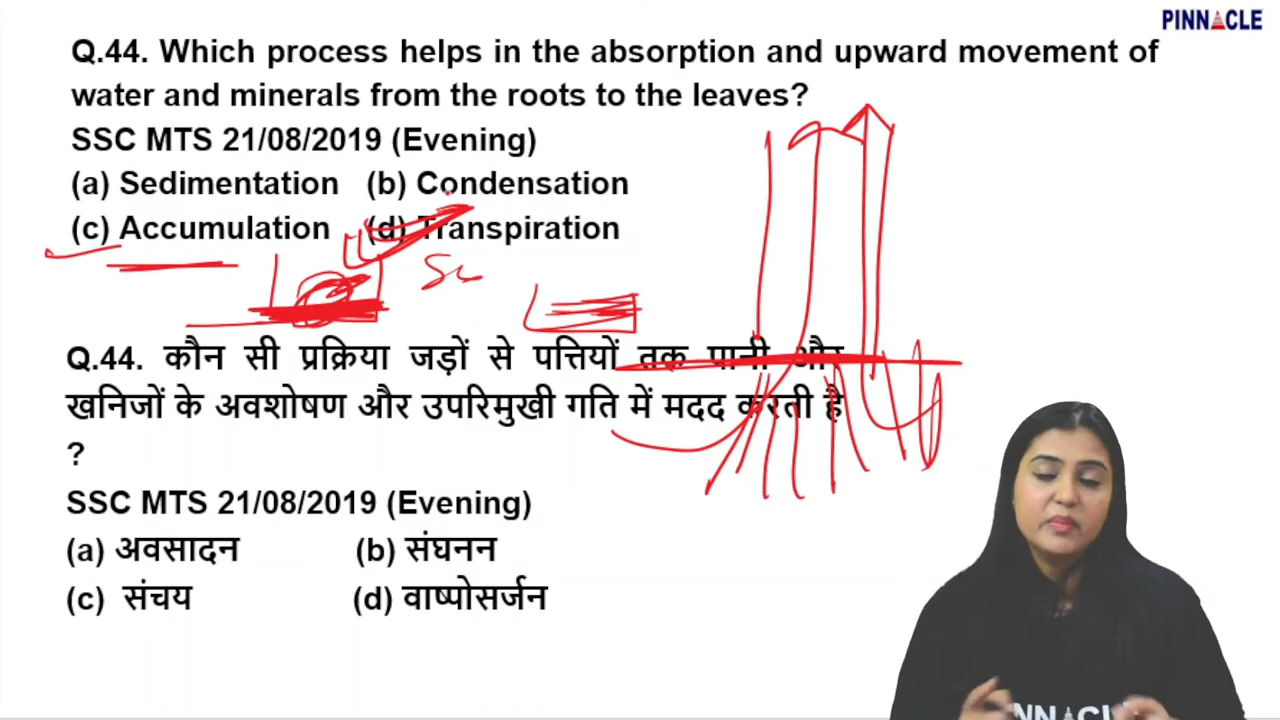 PINNACLE
Q.44. Which process helps in the absorption and upward movement of
water and minerals from the roots to the leaves?
SSC MTS 21/08/2019 (Evening)
(a) Sedimentation (b) Condensation
(c) Accumulation (d) Transpiration
Q.44. कौन सी प्रक्रिया जड़ों से पत्तियों तक पानी और
खनिजों के अवशोषण और उपरिमुखी गति में मदद करती है
?
SSC MTS 21/08/2019 (Evening)
(a) अवसादन (b) संघनन
(c) संचय (d) वाष्पोसर्जन